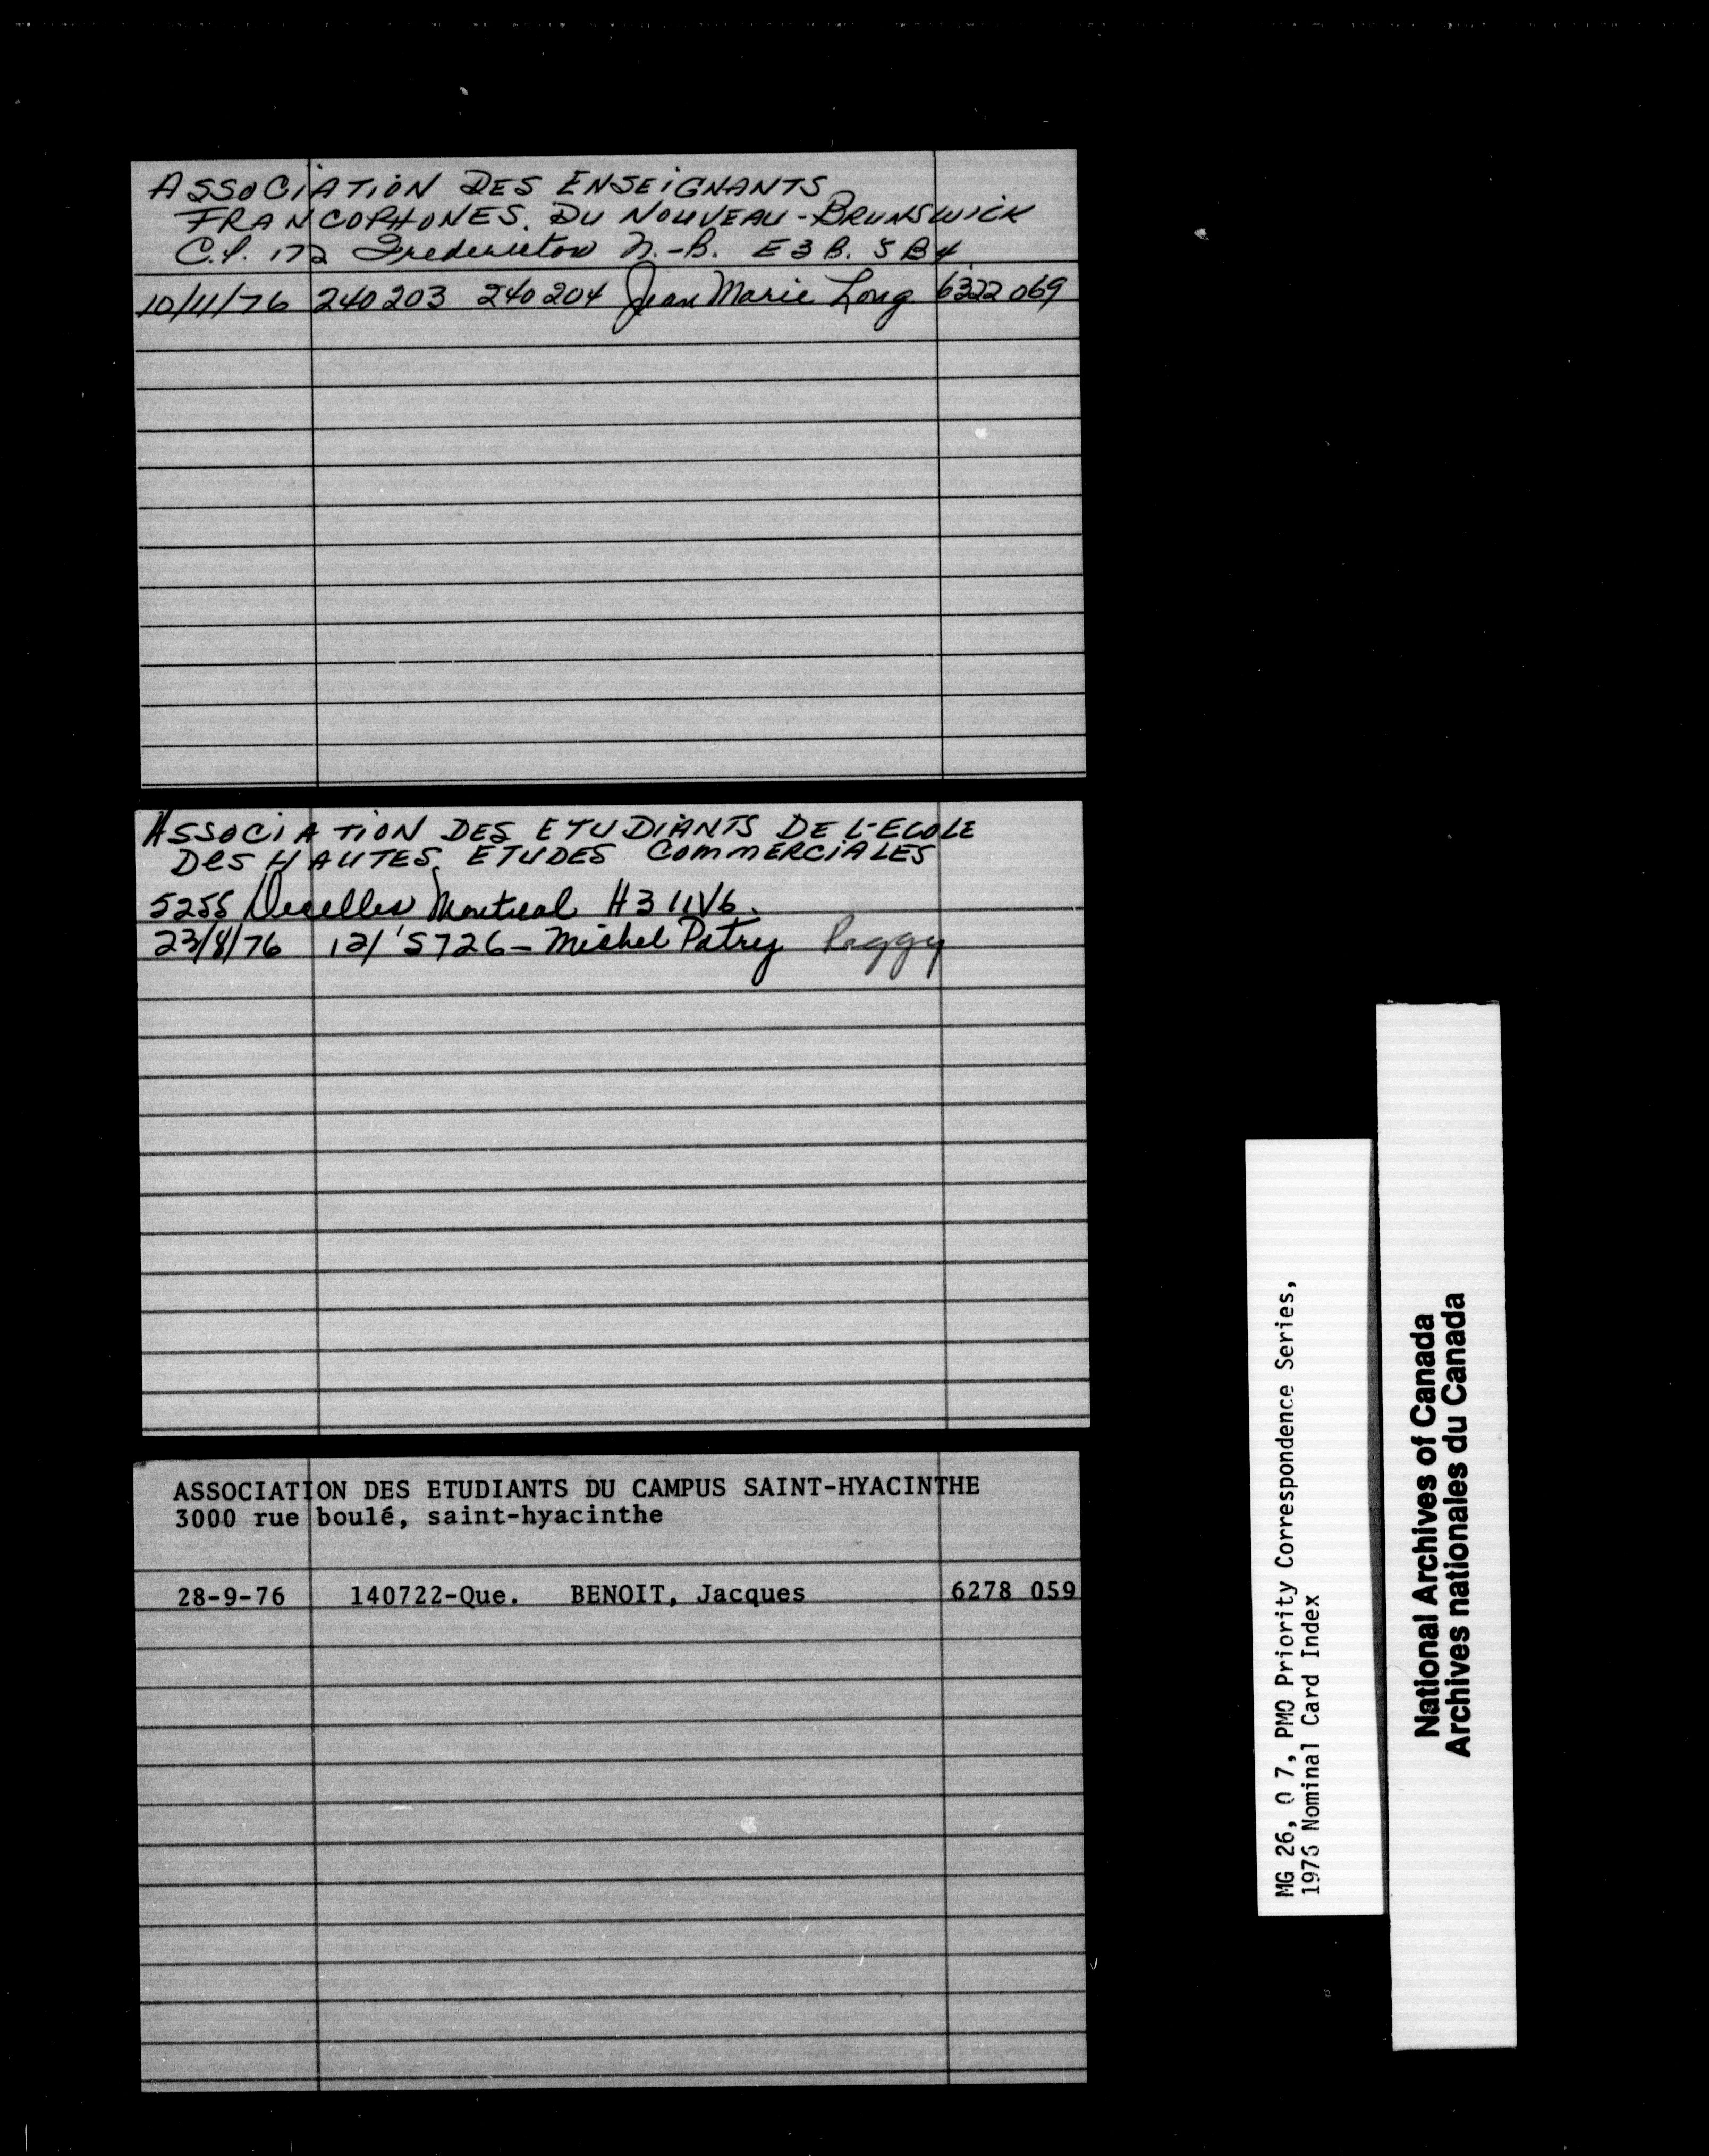 ASSOCIATION DES ENSEIGNANTS
FRANCOPHONES. DU NOUVEAU-BRUNSWICK
C.P. 172 Fredericton N.-B. E3B. 5B4
10/11/76 240203 240204 Jean Marie Long 6322 069
ASSOCIATION DES ETUDIANTS DE L'ECOLE
DES HAUTES ETUDES COMMERCIALES
5255 Decelles Montreal H3 1V6.
23/8/76 121'5726- Michel Patry Peggy
ASSOCIATION DES ETUDIANTS DU CAMPUS SAINT-HYACINTHE
3000 rue boulé, saint-hyacinthe
28-9-76 140722-Que. BENOIT, Jacques 6278 059
MG 26, O 7, PMO Priority Correspondence Series,
1976 Nominal Card Index
National Archives of Canada
Archives nationales du Canada